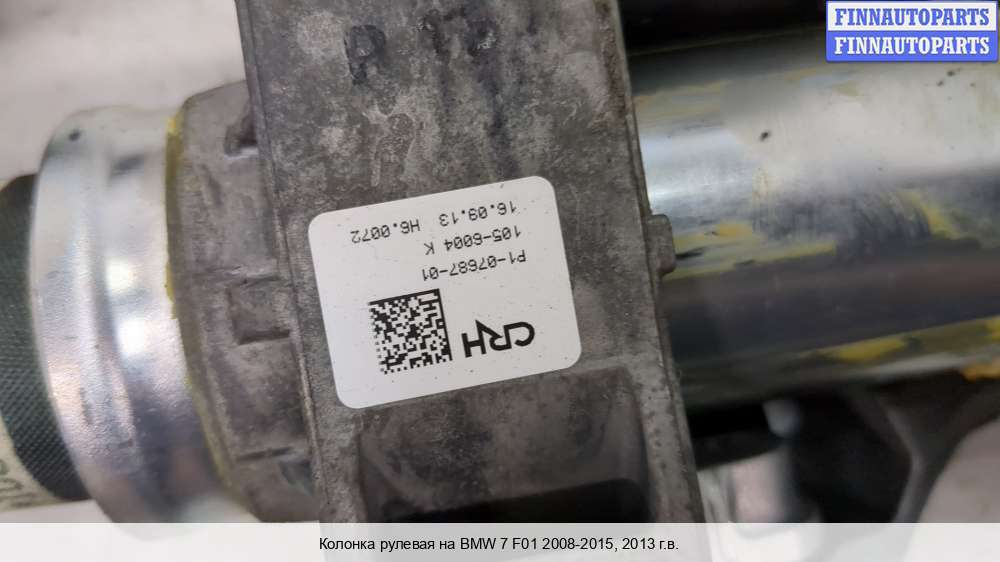 FINNAUTOPARTS
FINNAUTOPARTS
CRH
P1-07687-01
105-6004 K
16.09.13 H6.0072
Колонка рулевая на BMW 7 F01 2008-2015, 2013 г.в.